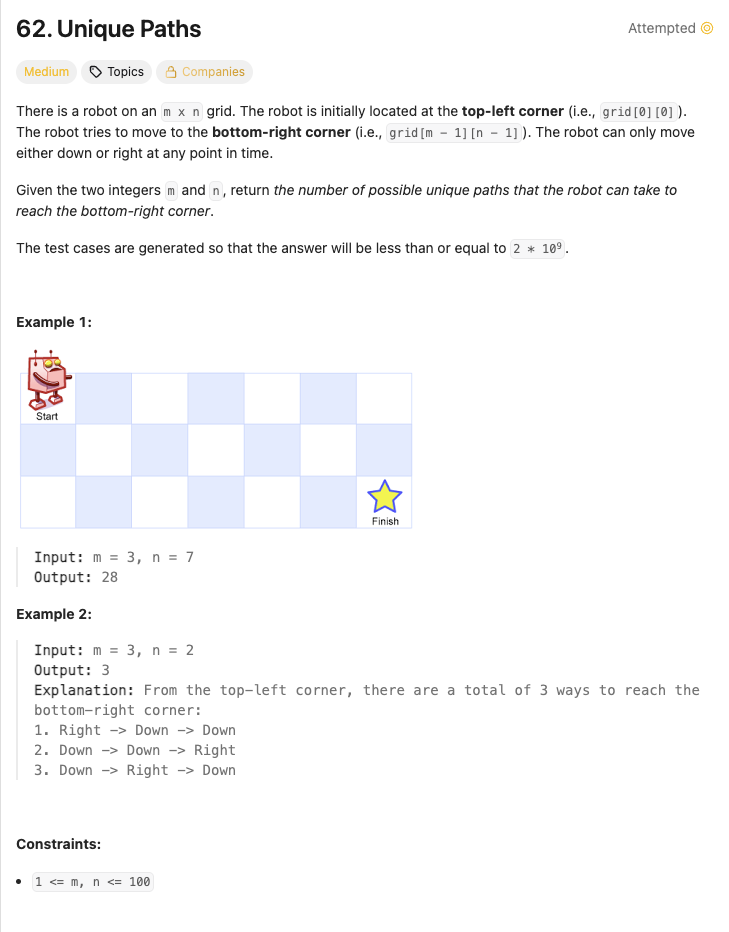 62. Unique Paths
Attempted
Medium
Topics
Companies
There is a robot on an m x n grid. The robot is initially located at the top-left corner (i.e., grid[0][0]).
The robot tries to move to the bottom-right corner (i.e., grid[m - 1][n - 1]). The robot can only move
either down or right at any point in time.
Given the two integers m and n, return the number of possible unique paths that the robot can take to
reach the bottom-right corner.
The test cases are generated so that the answer will be less than or equal to 2 * 10⁹.
Example 1:
Start
Finish
Input: m = 3, n = 7
Output: 28
Example 2:
Input: m = 3, n = 2
Output: 3
Explanation: From the top-left corner, there are a total of 3 ways to reach the
bottom-right corner:
1. Right -> Down -> Down
2. Down -> Down -> Right
3. Down -> Right -> Down
Constraints:
• 1 <= m, n <= 100